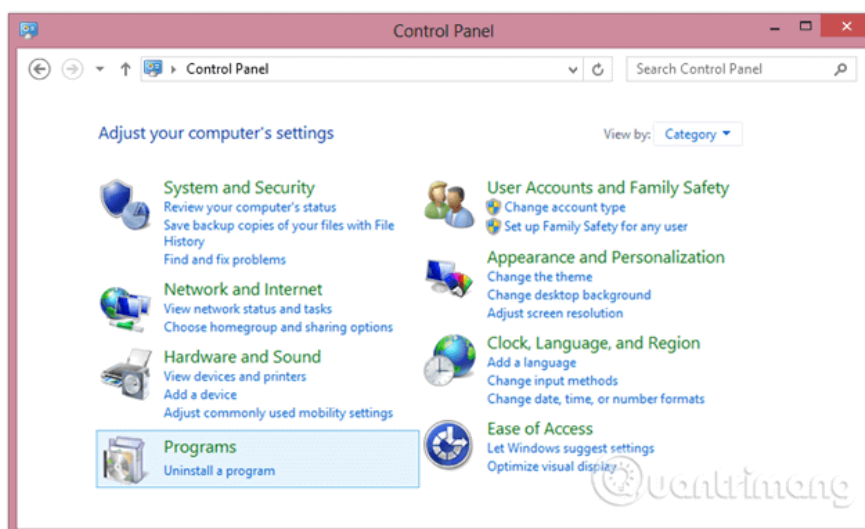 Control Panel
Control Panel
Search Control Panel
Adjust your computer's settings
View by: Category
System and Security
Review your computer's status
Save backup copies of your files with File
History
Find and fix problems
Network and Internet
View network status and tasks
Choose homegroup and sharing options
Hardware and Sound
View devices and printers
Add a device
Adjust commonly used mobility settings
Programs
Uninstall a program
User Accounts and Family Safety
Change account type
Set up Family Safety for any user
Appearance and Personalization
Change the theme
Change desktop background
Adjust screen resolution
Clock, Language, and Region
Add a language
Change input methods
Change date, time, or number formats
Ease of Access
Let Windows suggest settings
Optimize visual display
Quantrimang